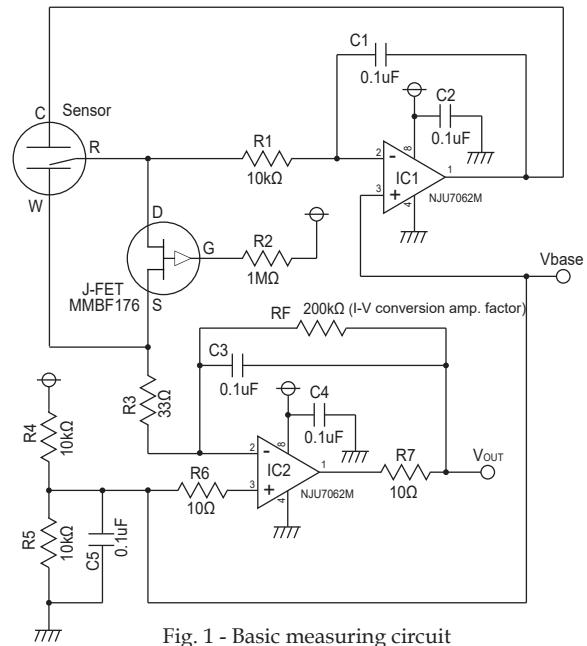 C1
0.1uF
C2
0.1uF
C
Sensor
R
W
R1
10kΩ
2
-
8
IC1
1
3
+
4
NJU7062M
Vbase
D
G
S
J-FET
MMBF176
R2
1MΩ
RF
200kΩ (I-V conversion amp. factor)
C3
0.1uF
R3
33Ω
C4
0.1uF
R4
10kΩ
2
-
8
IC2
1
3
+
4
NJU7062M
R6
10Ω
R7
10Ω
VOUT
R5
10kΩ
C5
0.1uF
Fig. 1 - Basic measuring circuit